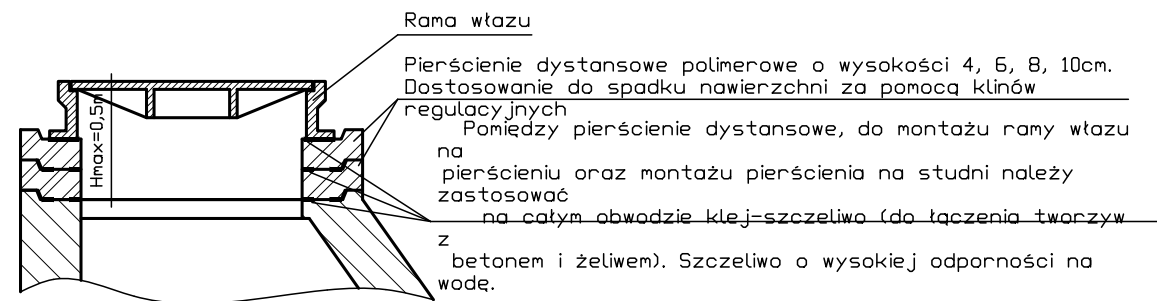 Rama włazu
Pierścienie dystansowe polimerowe o wysokości 4, 6, 8, 10cm.
Dostosowanie do spadku nawierzchni za pomocą klinów
regulacyjnych
Pomiędzy pierścienie dystansowe, do montażu ramy włazu
na
pierścieniu oraz montażu pierścienia na studni należy
zastosować
na całym obwodzie klej-szczeliwo (do łączenia tworzyw
z
betonem i żeliwem). Szczeliwo o wysokiej odporności na
wodę.
Hmax=0,5m